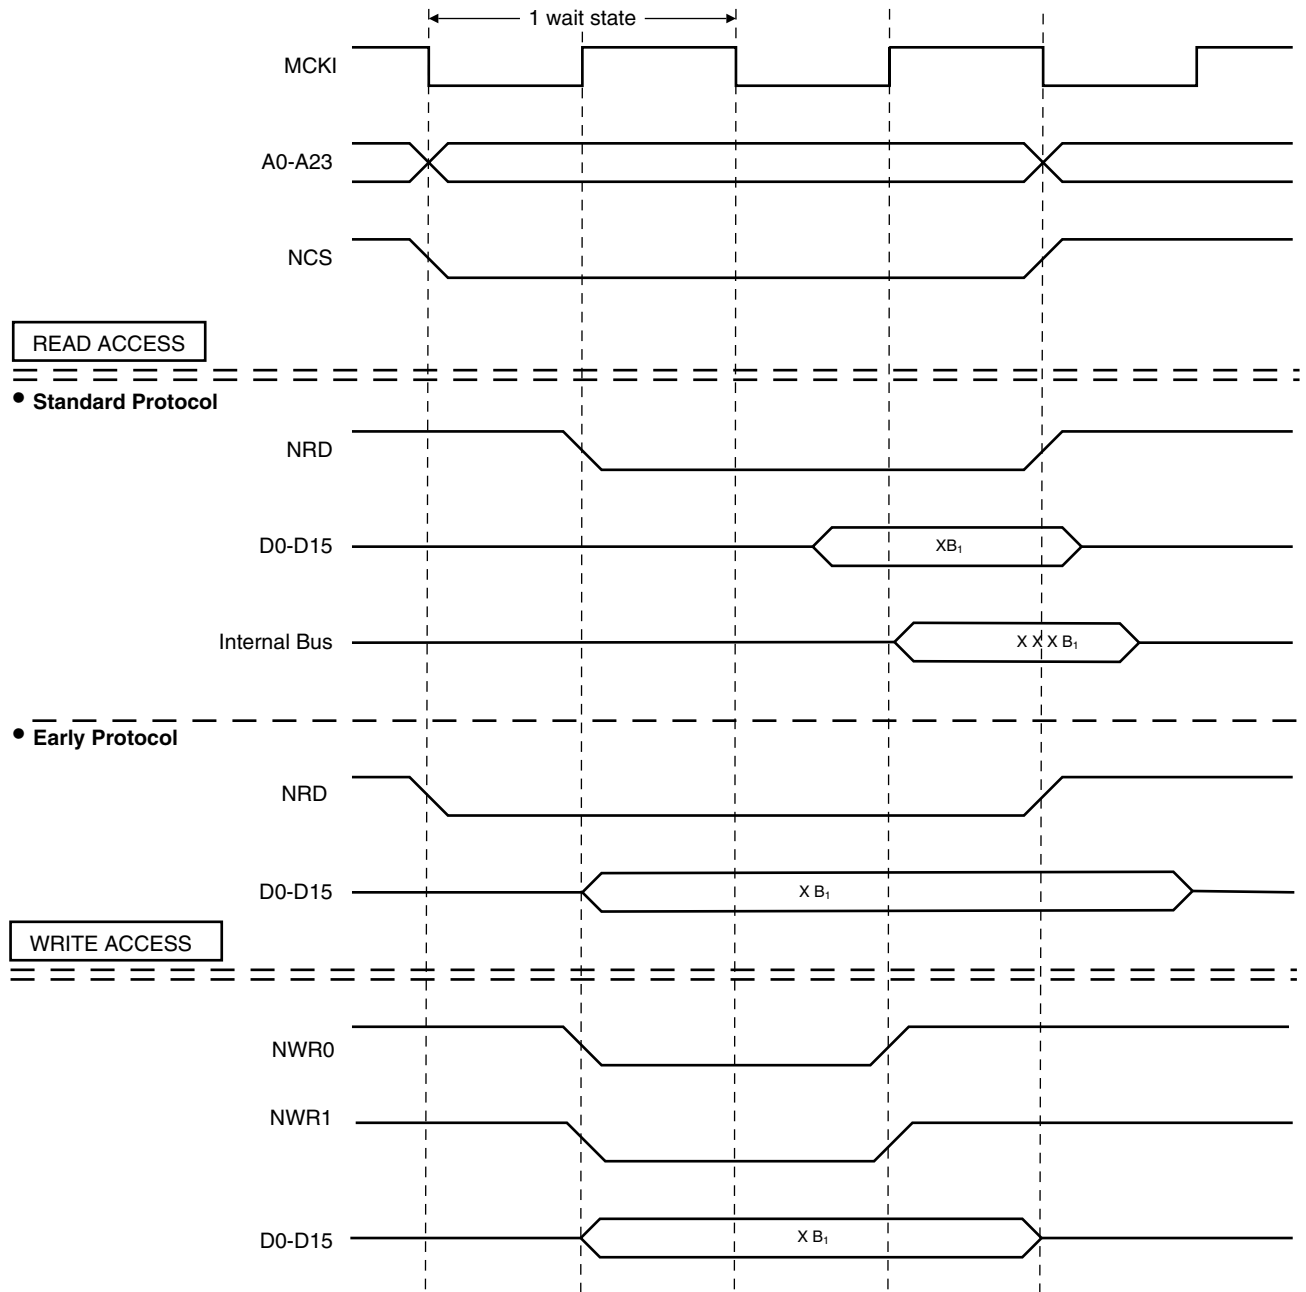 1 wait state
MCKI
A0-A23
NCS
READ ACCESS
• Standard Protocol
NRD
D0-D15
XB₁
Internal Bus
X X X B₁
• Early Protocol
NRD
D0-D15
X B₁
WRITE ACCESS
NWR0
NWR1
D0-D15
X B₁